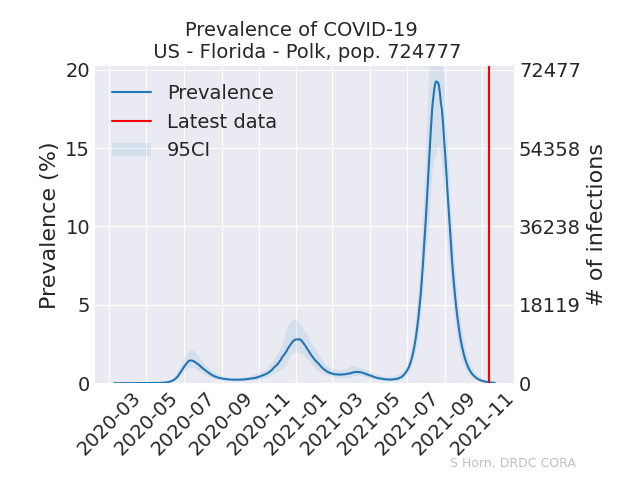 Prevalence of COVID-19
US - Florida - Polk, pop. 724777
Prevalence (%)
20
15
10
5
0
Prevalence
Latest data
95CI
72477
54358
36238
18119
0
# of infections
2020-03
2020-05
2020-07
2020-09
2020-11
2021-01
2021-03
2021-05
2021-07
2021-09
2021-11
S Horn, DRDC CORA